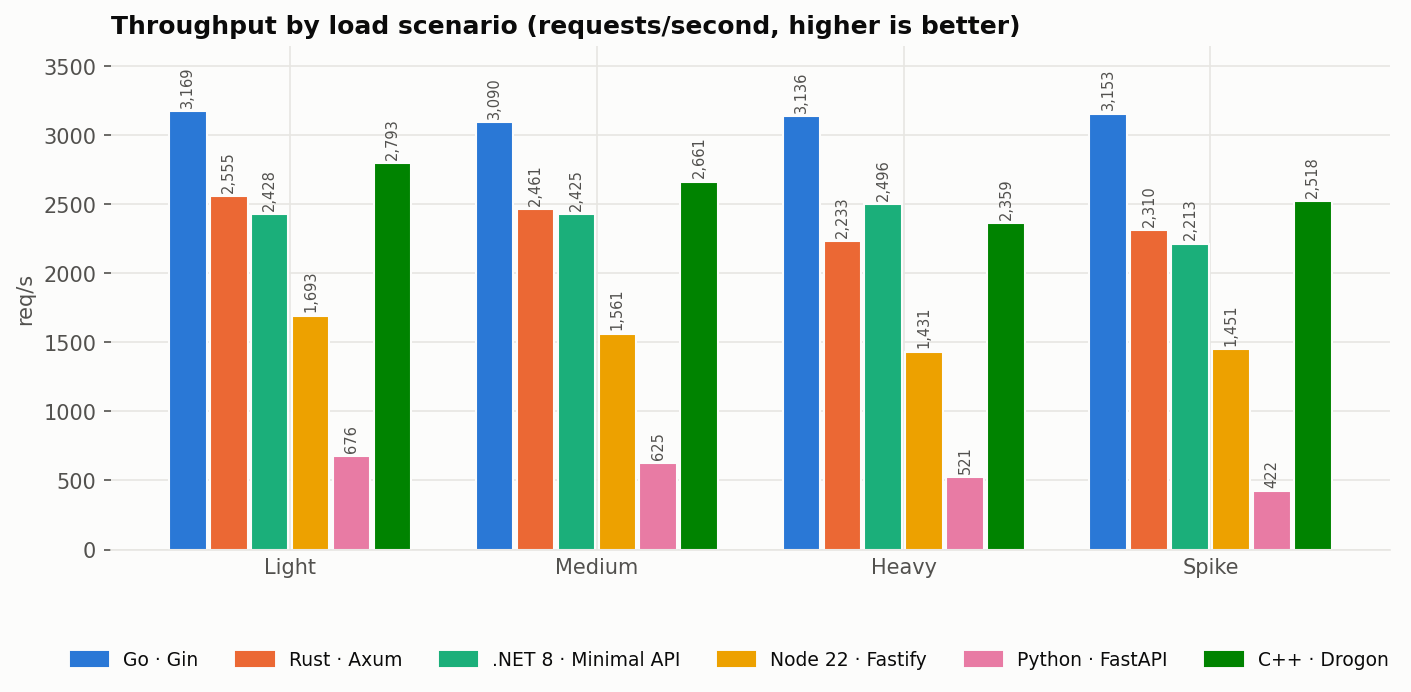 Throughput by load scenario (requests/second, higher is better)
req/s
3500
3000
2500
2000
1500
1000
500
0
3,169
2,555
2,428
1,693
676
2,793
3,090
2,461
2,425
1,561
625
2,661
3,136
2,233
2,496
1,431
521
2,359
3,153
2,310
2,213
1,451
422
2,518
Light
Medium
Heavy
Spike
Go · Gin
Rust · Axum
.NET 8 · Minimal API
Node 22 · Fastify
Python · FastAPI
C++ · Drogon